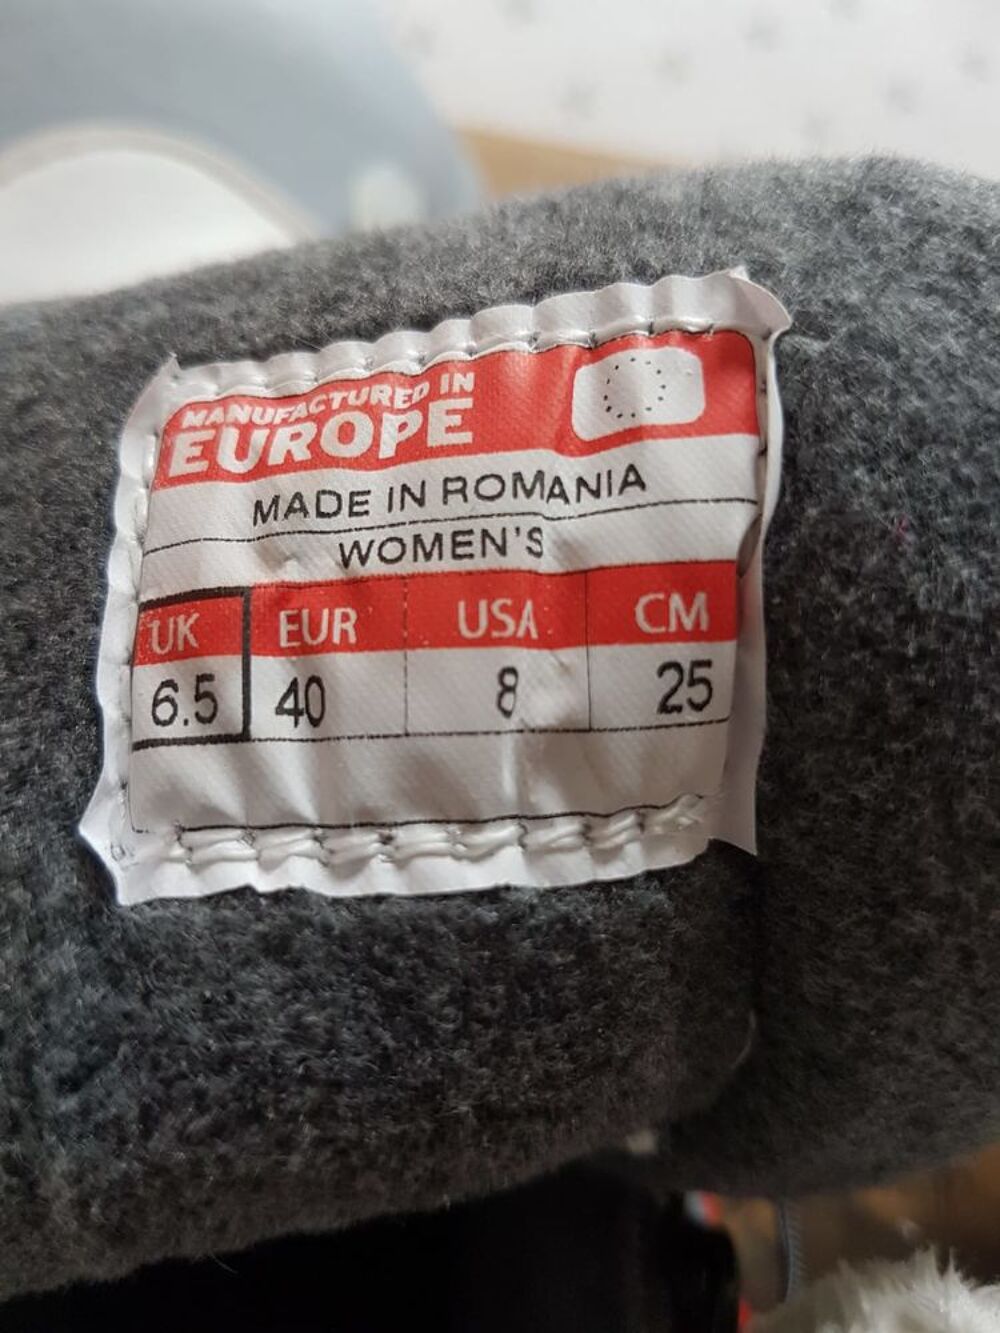 MANUFACTURED IN
EUROPE
MADE IN ROMANIA
WOMEN'S
UK EUR USA CM
6.5 40 8 25